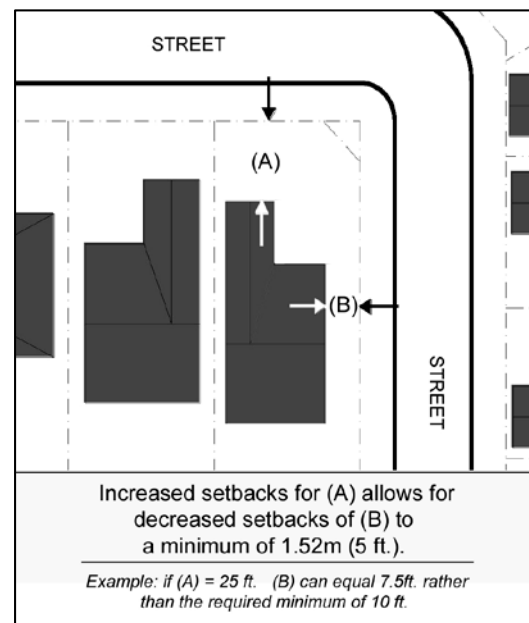 STREET
(A)
(B)
STREET
Increased setbacks for (A) allows for
decreased setbacks of (B) to
a minimum of 1.52m (5 ft.).
Example: if (A) = 25 ft. (B) can equal 7.5ft. rather
than the required minimum of 10 ft.